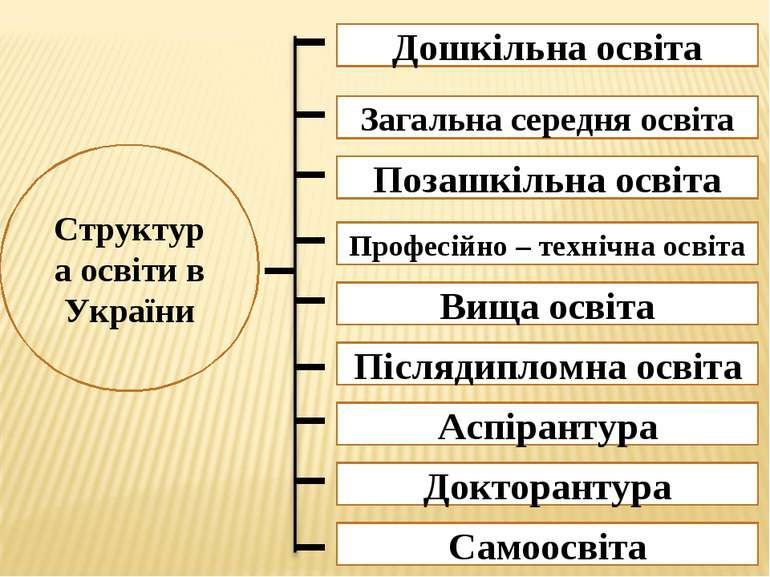 Структур
а освіти в
України
Дошкільна освіта
Загальна середня освіта
Позашкільна освіта
Професійно – технічна освіта
Вища освіта
Післядипломна освіта
Аспірантура
Докторантура
Самоосвіта